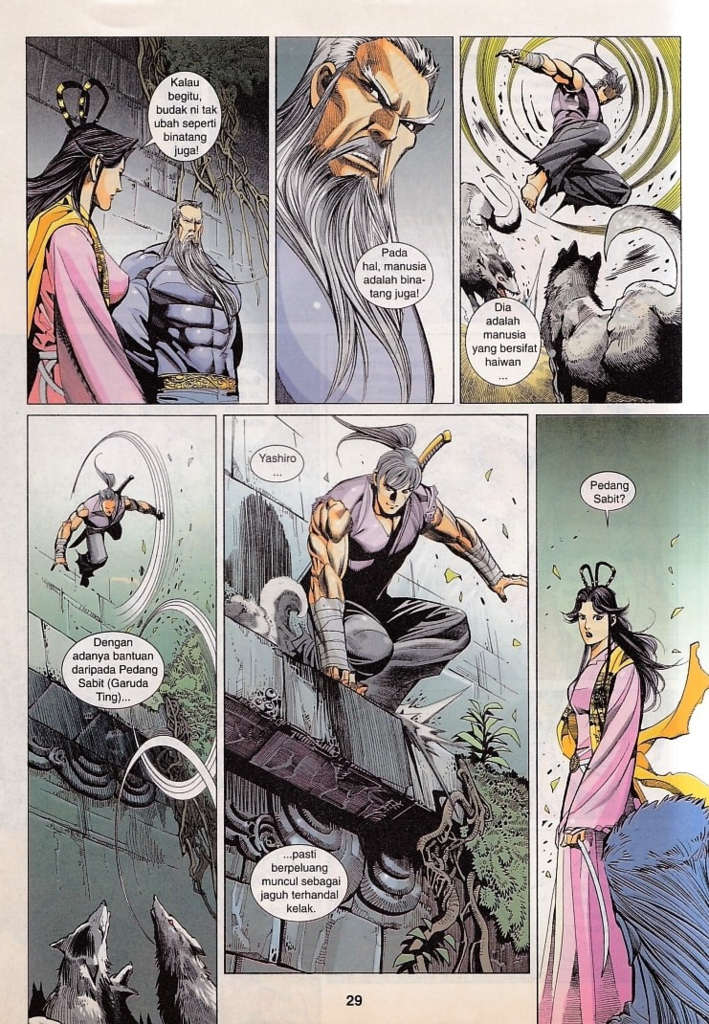 Kalau
begitu,
budak ni tak
ubah seperti
binatang
juga!
Pada
hal, manusia
adalah bina-
tang juga!
Dia
adalah
manusia
yang bersifat
haiwan
...
Dengan
adanya bantuan
daripada Pedang
Sabit (Garuda
Ting)...
Yashiro
...
...pasti
berpeluang
muncul sebagai
jaguh terhandal
kelak.
Pedang
Sabit?
29